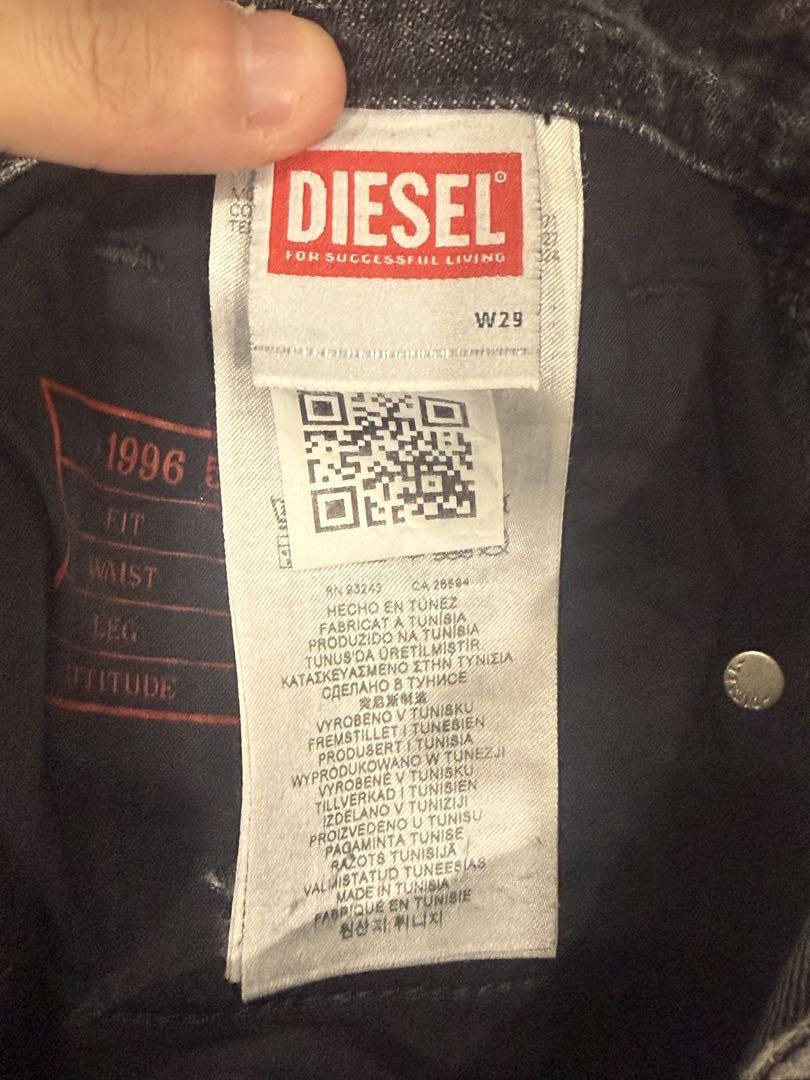 DIESEL
FOR SUCCESSFUL LIVING
W29
1996
FIT
WAIST
LEG
ATTITUDE
RN 93243 CA 25594
HECHO EN TÚNEZ
FABRICAT A TUNÍSIA
PRODUZIDO NA TUNÍSIA
TUNUS'DA ÜRETİLMİŞTİR
ΚΑΤΑΣΚΕΥΑΣΜΕΝΟ ΣΤΗΝ ΤΥΝΙΣΙΑ
СДЕЛАНО В ТУНИСЕ
突尼斯制造
VYROBENO V TUNISKU
FREMSTILLET I TUNESIEN
PRODUSERT I TUNISIA
WYPRODUKOWANO W TUNEZJI
VYROBENÉ V TUNISKU
TILLVERKAD I TUNISIEN
IZDELANO V TUNIZIJI
PROIZVEDENO U TUNISU
PAGAMINTA TUNISE
RAŽOTS TUNISIJĀ
VALMISTATUD TUNEESIAS
MADE IN TUNISIA
FABRIQUÉ EN TUNISIE
원산지:튀니지